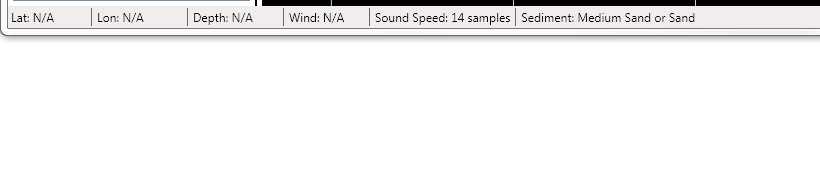 Lat: N/A Lon: N/A Depth: N/A Wind: N/A Sound Speed: 14 samples Sediment: Medium Sand or Sand